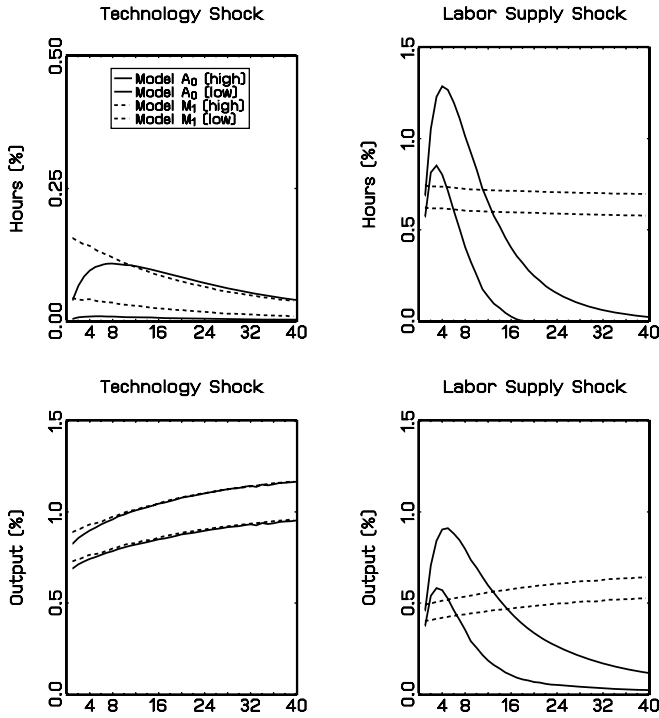 Technology Shock
Labor Supply Shock
Hours (%)
0.50
0.25
0.00
Model A0 (high)
Model A0 (low)
Model M1 (high)
Model M1 (low)
4 8 16 24 32 40
Hours (%)
1.5
1.0
0.5
0.0
4 8 16 24 32 40
Technology Shock
Labor Supply Shock
Output (%)
1.5
1.0
0.5
0.0
4 8 16 24 32 40
Output (%)
1.5
1.0
0.5
0.0
4 8 16 24 32 40